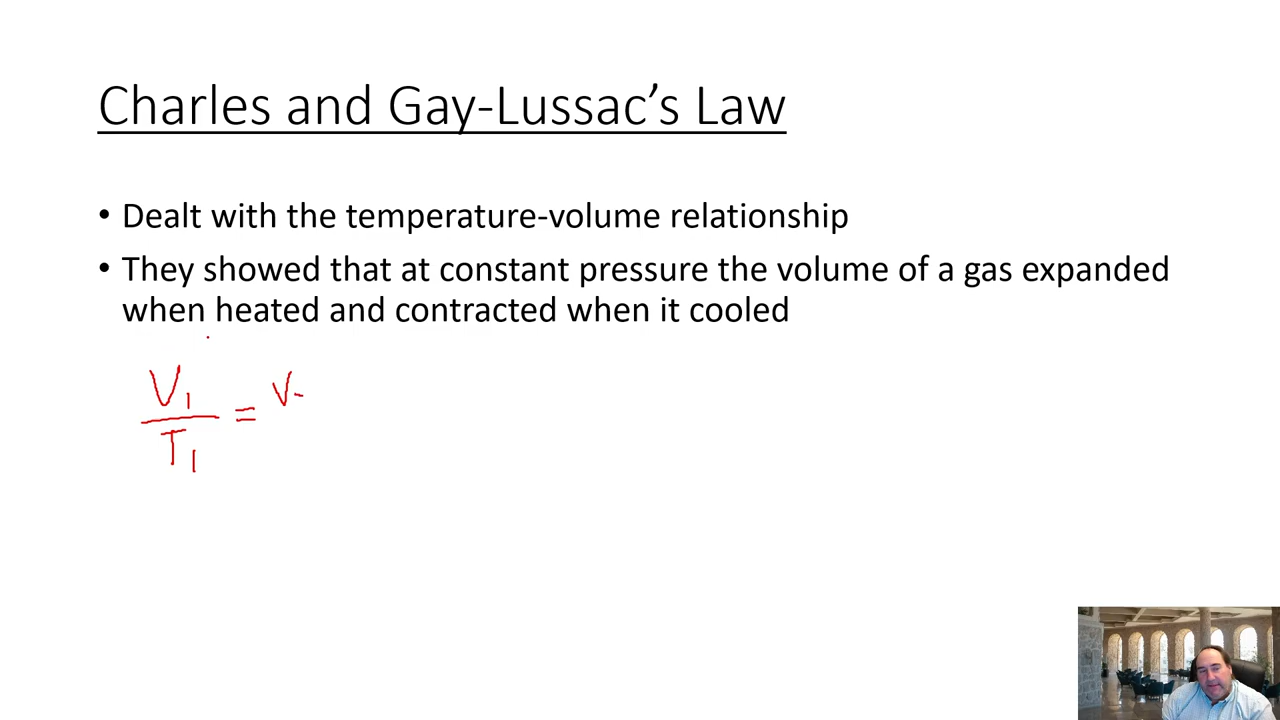 Charles and Gay-Lussac’s Law
• Dealt with the temperature-volume relationship
• They showed that at constant pressure the volume of a gas expanded
when heated and contracted when it cooled
V₁ = V
T₁